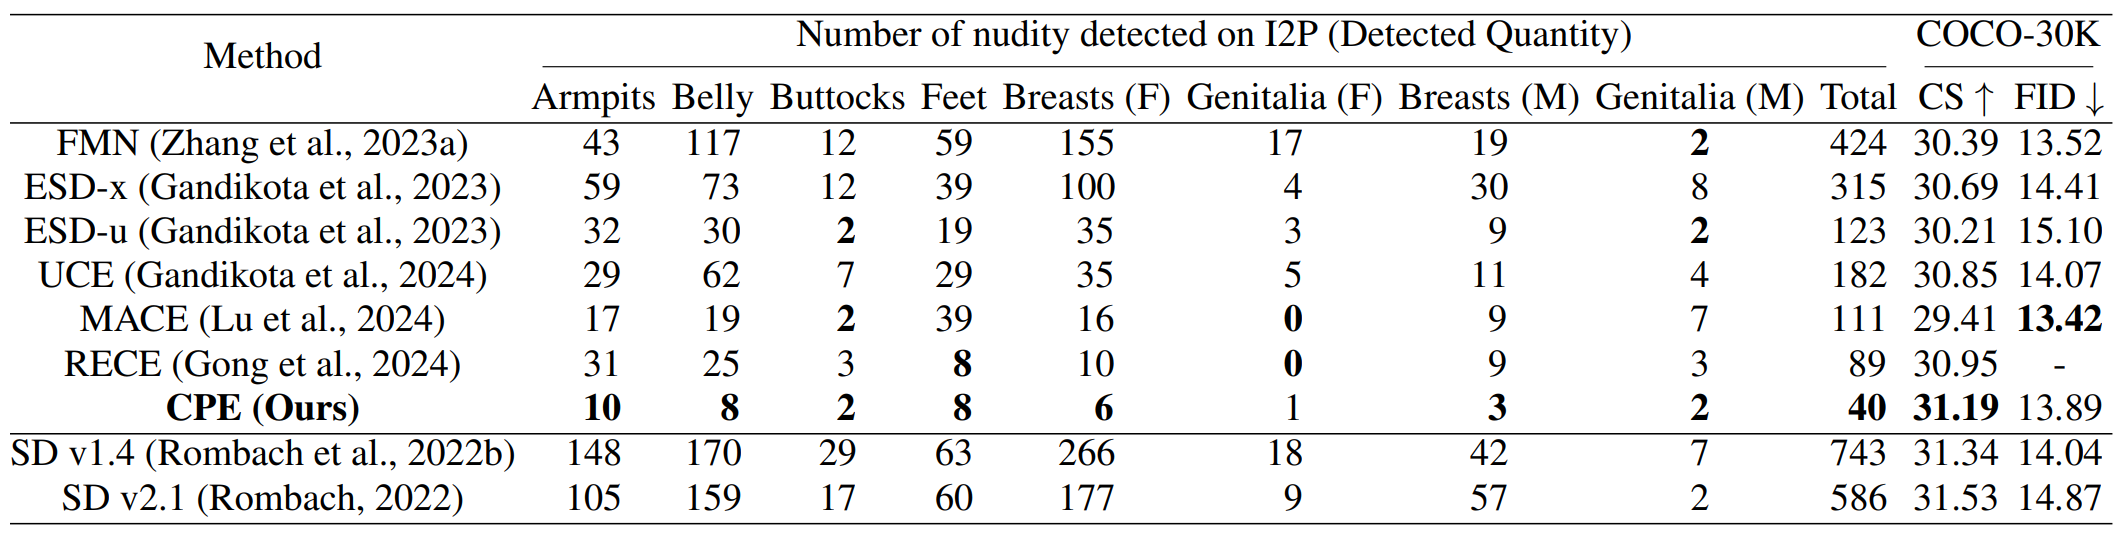 Method Number of nudity detected on I2P (Detected Quantity) COCO-30K
Armpits Belly Buttocks Feet Breasts (F) Genitalia (F) Breasts (M) Genitalia (M) Total CS ↑ FID ↓
FMN (Zhang et al., 2023a) 43 117 12 59 155 17 19 2 424 30.39 13.52
ESD-x (Gandikota et al., 2023) 59 73 12 39 100 4 30 8 315 30.69 14.41
ESD-u (Gandikota et al., 2023) 32 30 2 19 35 3 9 2 123 30.21 15.10
UCE (Gandikota et al., 2024) 29 62 7 29 35 5 11 4 182 30.85 14.07
MACE (Lu et al., 2024) 17 19 2 39 16 0 9 7 111 29.41 13.42
RECE (Gong et al., 2024) 31 25 3 8 10 0 9 3 89 30.95 -
CPE (Ours) 10 8 2 8 6 1 3 2 40 31.19 13.89
SD v1.4 (Rombach et al., 2022b) 148 170 29 63 266 18 42 7 743 31.34 14.04
SD v2.1 (Rombach, 2022) 105 159 17 60 177 9 57 2 586 31.53 14.87